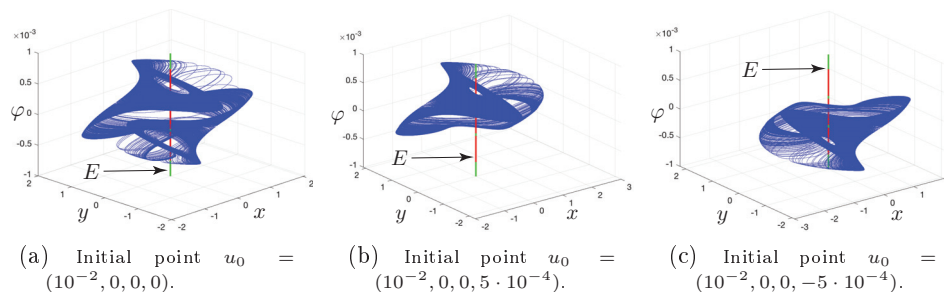 ×10⁻³
1
0.5
φ 0
-0.5
-1
E
2
1
0
-1
-2
y
-2
-1
0
1
2
x
×10⁻³
1
0.5
φ 0
-0.5
-1
E
2
1
0
-1
-2
y
-2
-1
0
1
2
3
x
×10⁻³
1
0.5
φ 0
-0.5
-1
E
2
1
0
-1
-2
-3
y
-2
-1
0
1
2
x
(a) Initial point u₀ =
(10⁻², 0, 0, 0).
(b) Initial point u₀ =
(10⁻², 0, 0, 5 · 10⁻⁴).
(c) Initial point u₀ =
(10⁻², 0, 0, −5 · 10⁻⁴).